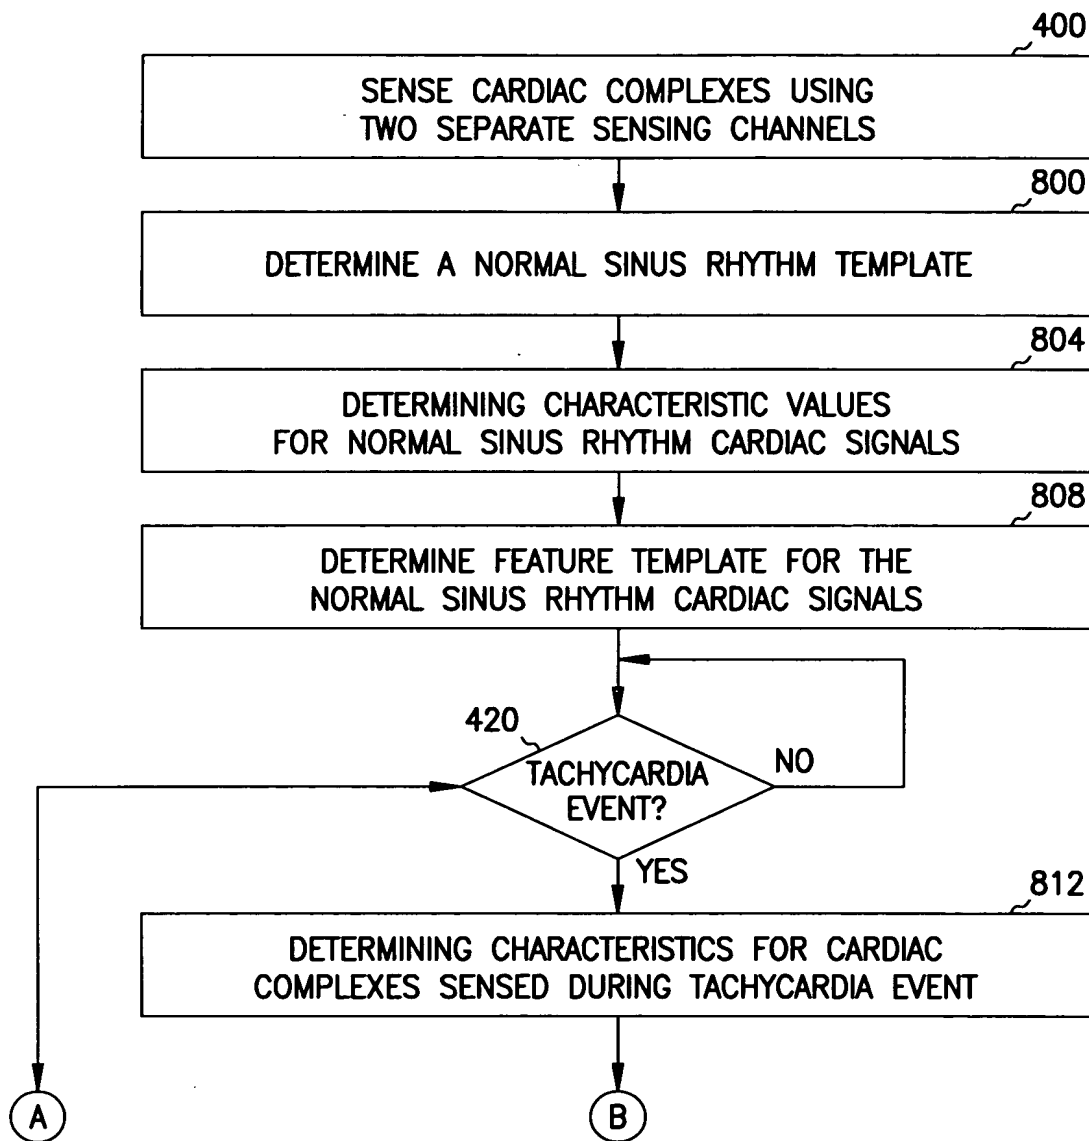 400
SENSE CARDIAC COMPLEXES USING
TWO SEPARATE SENSING CHANNELS
800
DETERMINE A NORMAL SINUS RHYTHM TEMPLATE
804
DETERMINING CHARACTERISTIC VALUES
FOR NORMAL SINUS RHYTHM CARDIAC SIGNALS
808
DETERMINE FEATURE TEMPLATE FOR THE
NORMAL SINUS RHYTHM CARDIAC SIGNALS
420
TACHYCARDIA
EVENT?
NO
YES
812
DETERMINING CHARACTERISTICS FOR CARDIAC
COMPLEXES SENSED DURING TACHYCARDIA EVENT
A
B